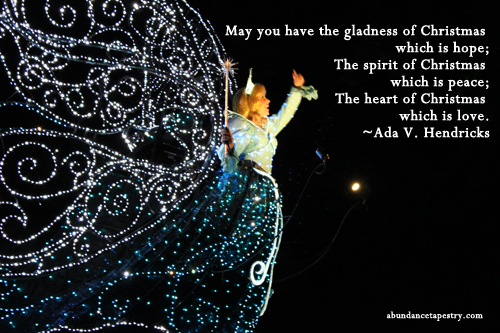 May you have the gladness of Christmas
which is hope;
The spirit of Christmas
which is peace;
The heart of Christmas
which is love.
~Ada V. Hendricks
abundancetapestry.com